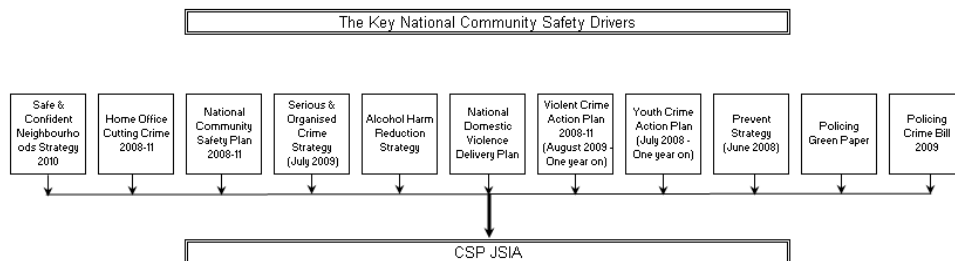 The Key National Community Safety Drivers
Safe &
Confident
Neighbourho
ods Strategy
2010
Home Office
Cutting Crime
2008-11
National
Community
Safety Plan
2008-11
Serious &
Organised
Crime
Strategy
(July 2009)
Alcohol Harm
Reduction
Strategy
National
Domestic
Violence
Delivery Plan
Violent Crime
Action Plan
2008-11
(August 2009 -
One year on)
Youth Crime
Action Plan
(July 2008 -
One year on)
Prevent
Strategy
(June 2008)
Policing
Green Paper
Policing
Crime Bill
2009
CSP JSIA